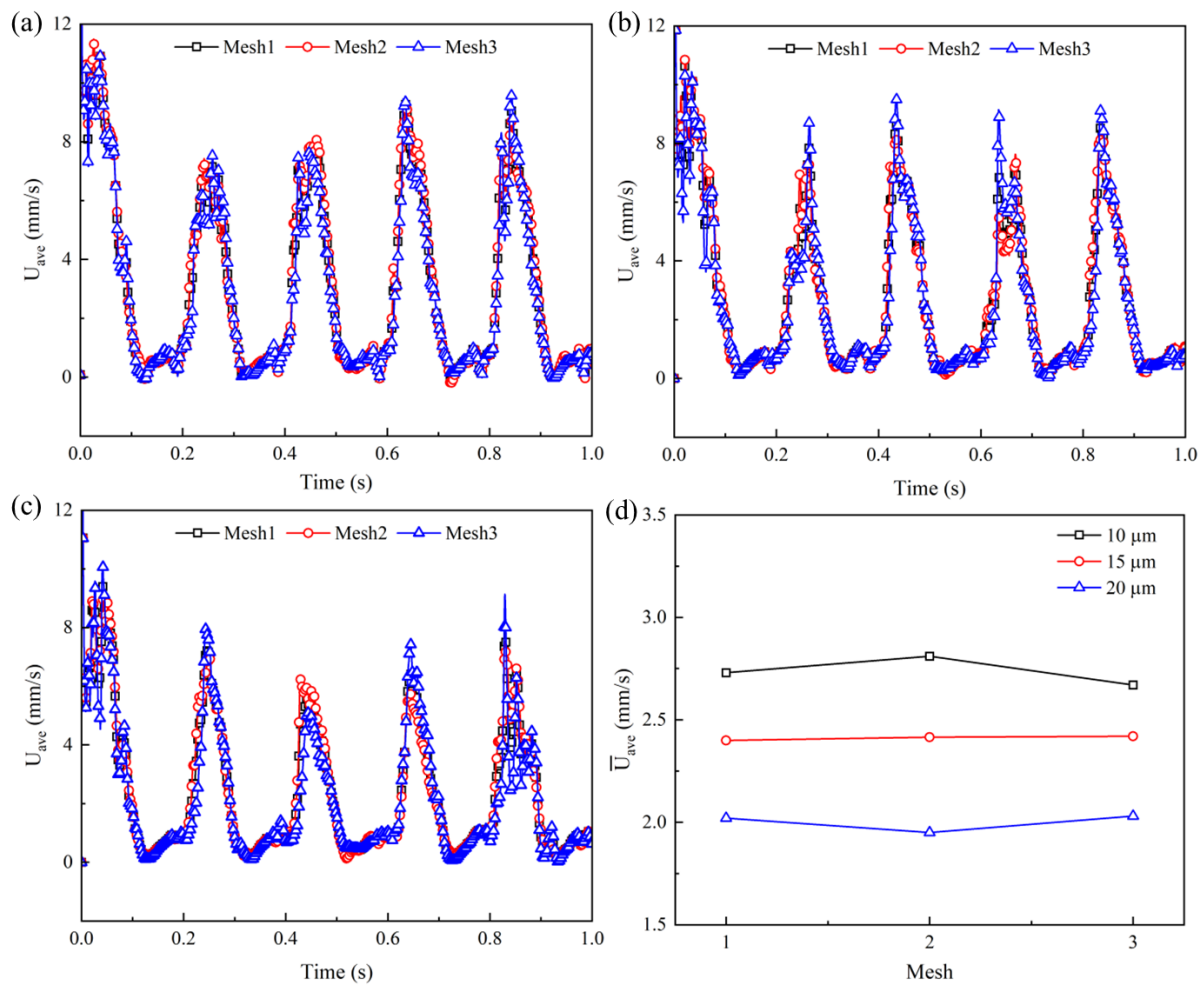 (a)
Mesh1 Mesh2 Mesh3
12
8
4
0
U_ave (mm/s)
0.0 0.2 0.4 0.6 0.8 1.0
Time (s)
(b)
Mesh1 Mesh2 Mesh3
12
8
4
0
U_ave (mm/s)
0.0 0.2 0.4 0.6 0.8 1.0
Time (s)
(c)
Mesh1 Mesh2 Mesh3
12
8
4
0
U_ave (mm/s)
0.0 0.2 0.4 0.6 0.8 1.0
Time (s)
(d)
10 µm
15 µm
20 µm
3.5
3.0
2.5
2.0
1.5
U̅_ave (mm/s)
1 2 3
Mesh